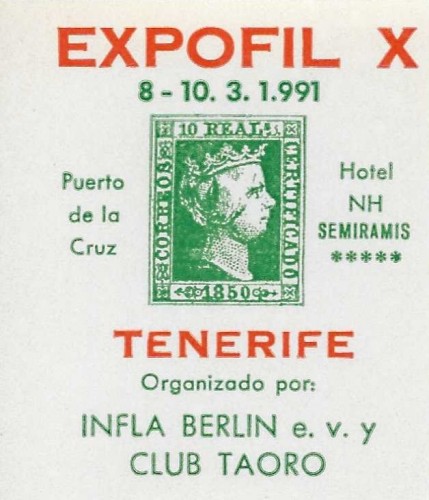 EXPOFIL X
8 - 10. 3. 1.991
Puerto
de la
Cruz
10 REALs
CORREOS
CERTIFICADO
1850
Hotel
NH
SEMIRAMIS
*****
TENERIFE
Organizado por:
INFLA BERLIN e. v. y
CLUB TAORO